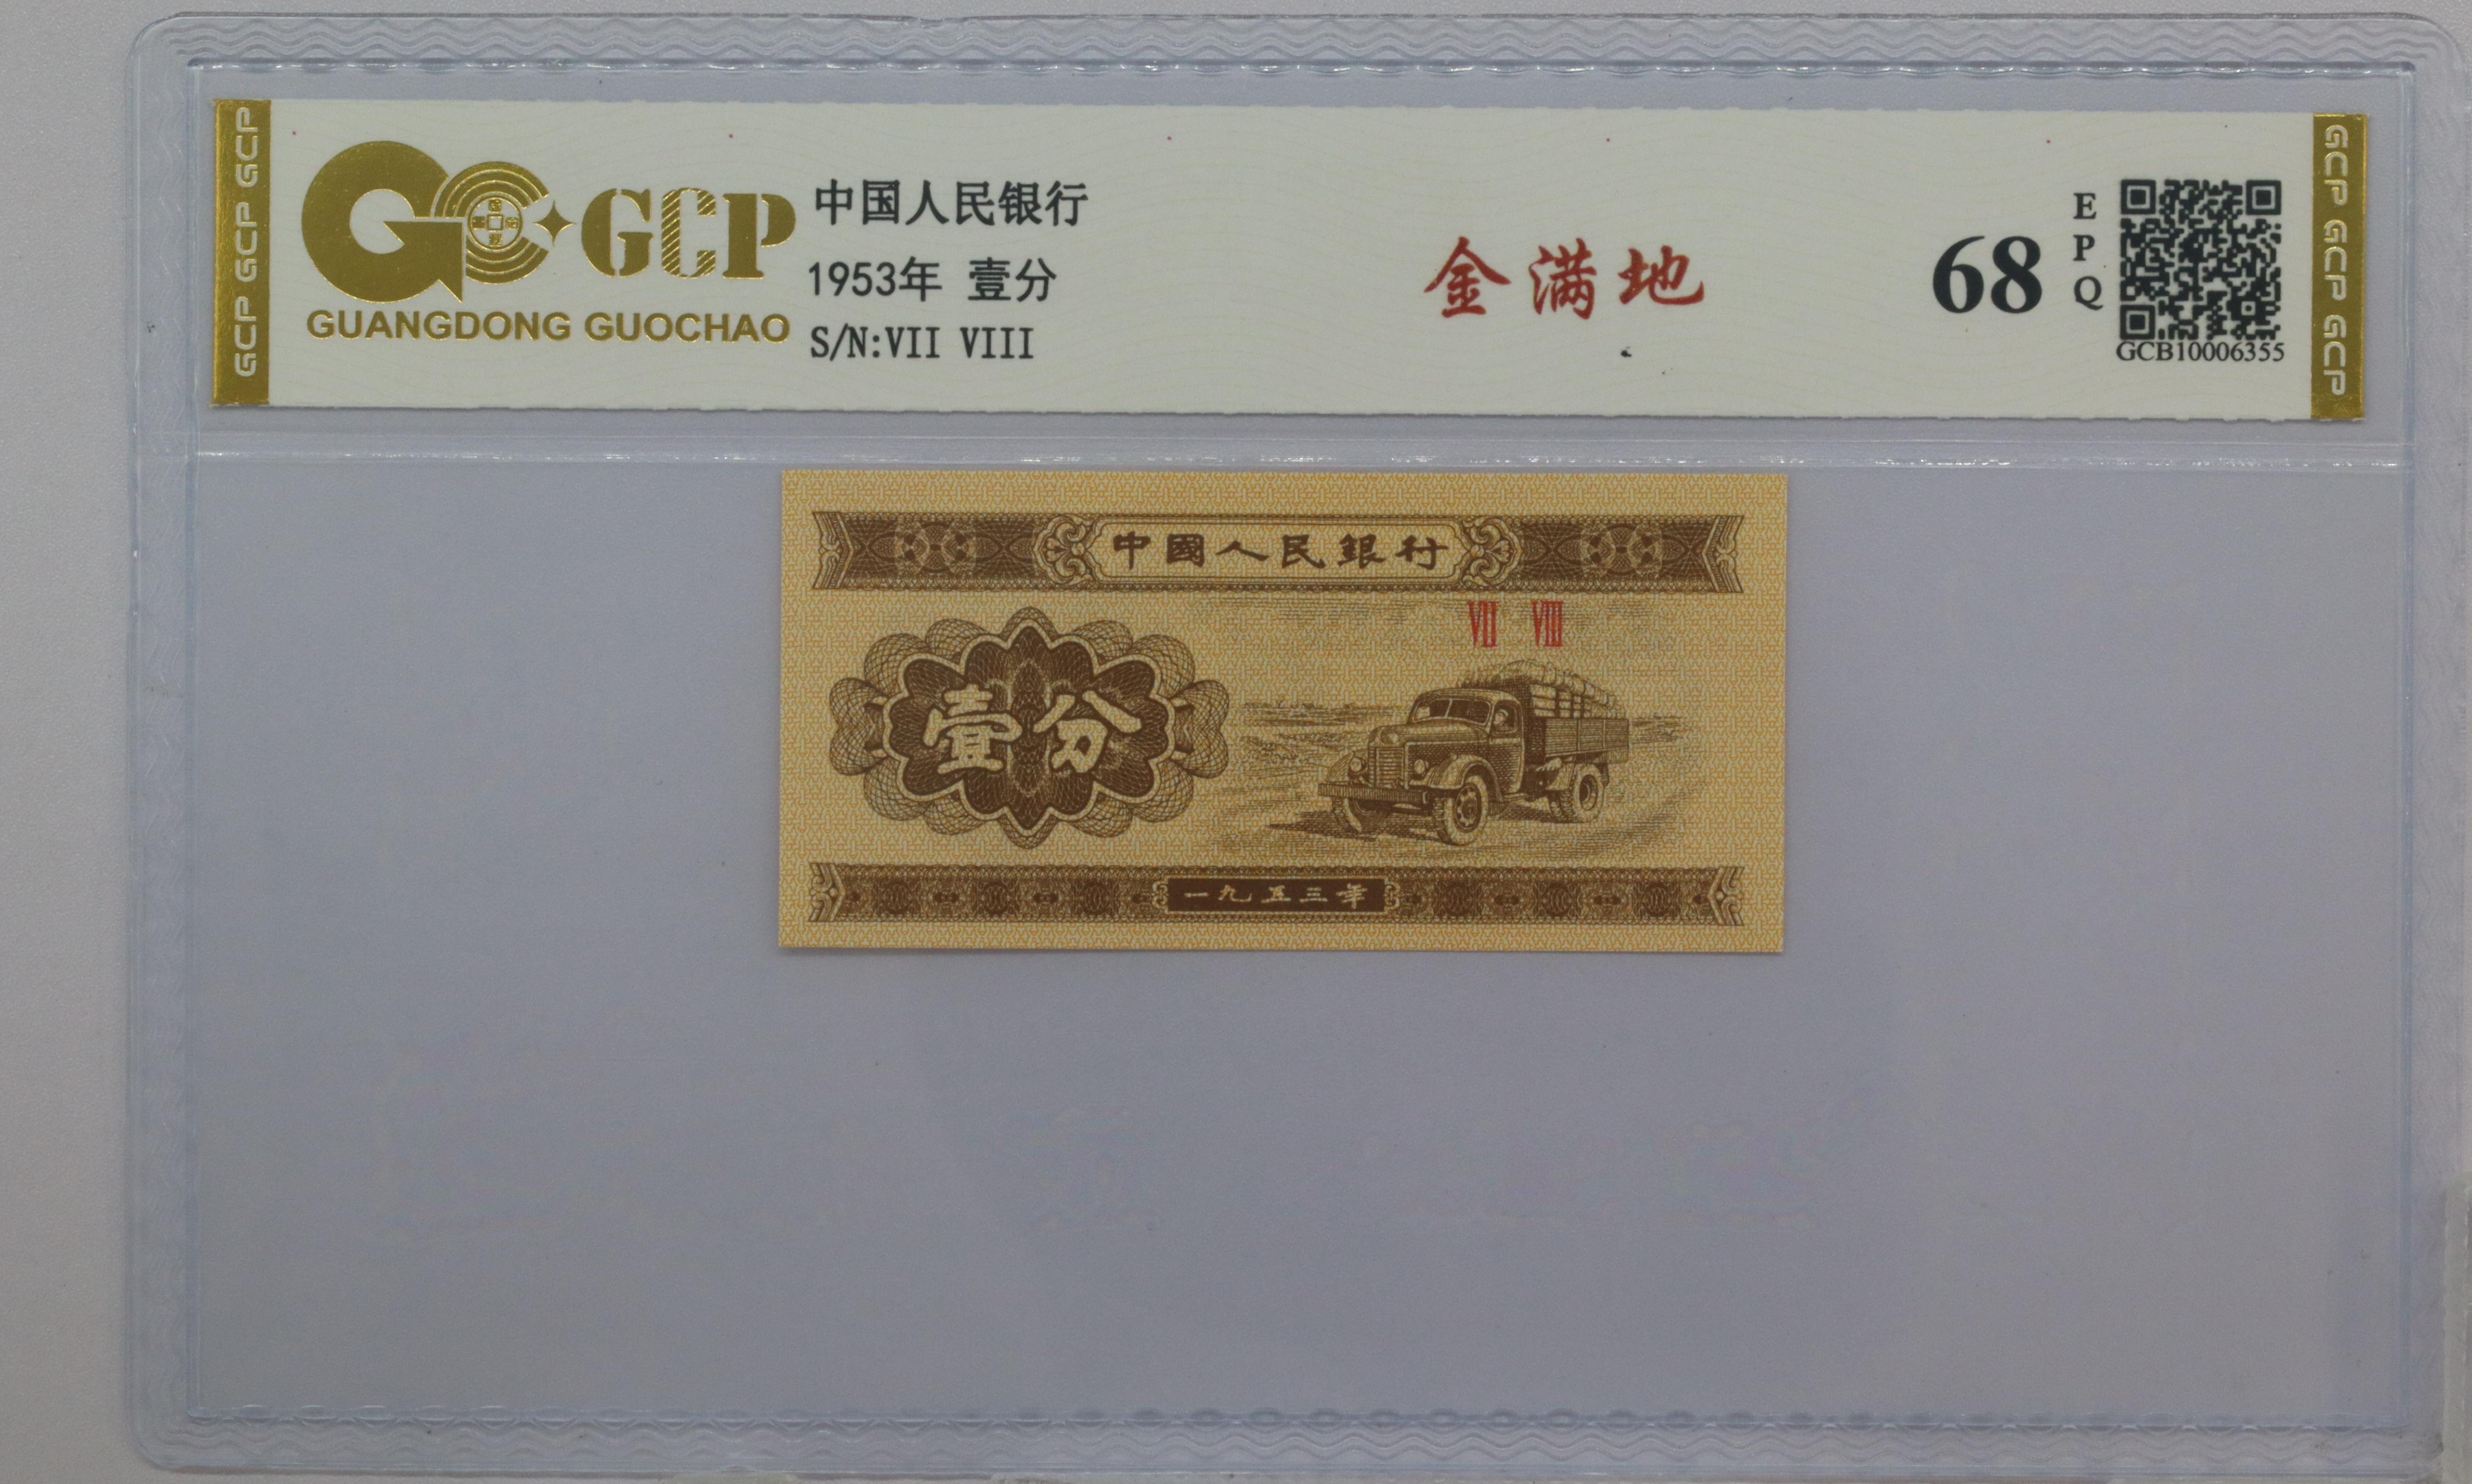 GCP GCP GCP
GCP
GUANGDONG GUOCHAO
中国人民银行
1953年 壹分
S/N:VII VIII
金满地
68
E
P
Q
GCB10006355
GCP GCP GCP
中國人民銀行
VII VIII
壹分
一九五三年